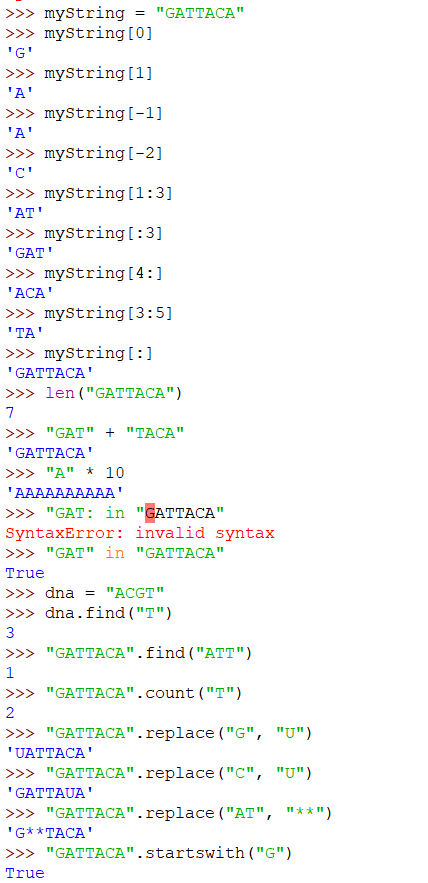 >>> myString = "GATTACA"
>>> myString[0]
'G'
>>> myString[1]
'A'
>>> myString[-1]
'A'
>>> myString[-2]
'C'
>>> myString[1:3]
'AT'
>>> myString[:3]
'GAT'
>>> myString[4:]
'ACA'
>>> myString[3:5]
'TA'
>>> myString[:]
'GATTACA'
>>> len("GATTACA")
7
>>> "GAT" + "TACA"
'GATTACA'
>>> "A" * 10
'AAAAAAAAAA'
>>> "GAT: in "GATTACA"
SyntaxError: invalid syntax
>>> "GAT" in "GATTACA"
True
>>> dna = "ACGT"
>>> dna.find("T")
3
>>> "GATTACA".find("ATT")
1
>>> "GATTACA".count("T")
2
>>> "GATTACA".replace("G", "U")
'UATTACA'
>>> "GATTACA".replace("C", "U")
'GATTAUA'
>>> "GATTACA".replace("AT", "**")
'G**TACA'
>>> "GATTACA".startswith("G")
True